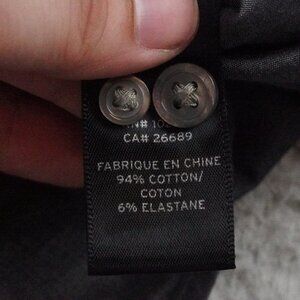 CA# 26689
FABRIQUE EN CHINE
94% COTTON/
COTON
6% ELASTANE